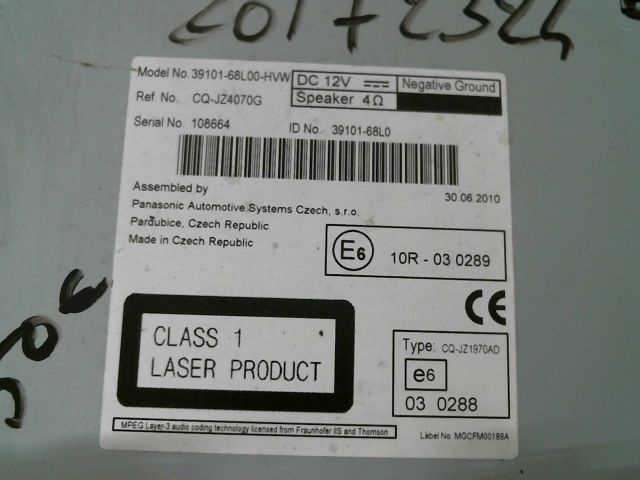 20172324
Model No. 39101-68L00-HVW
DC 12V
Negative Ground
Ref. No. CQ-JZ4070G
Speaker 4Ω
Serial No. 108664
ID No. 39101-68L0
Assembled by
30.06.2010
Panasonic Automotive Systems Czech, s.r.o.
Pardubice, Czech Republic
Made in Czech Republic
E6
10R - 03 0289
CE
CLASS 1
LASER PRODUCT
Type: CQ-JZ1970AD
e6
03 0288
MPEG Layer-3 audio coding technology licensed from Fraunhofer IIS and Thomson
Label No. MGCFM00188A